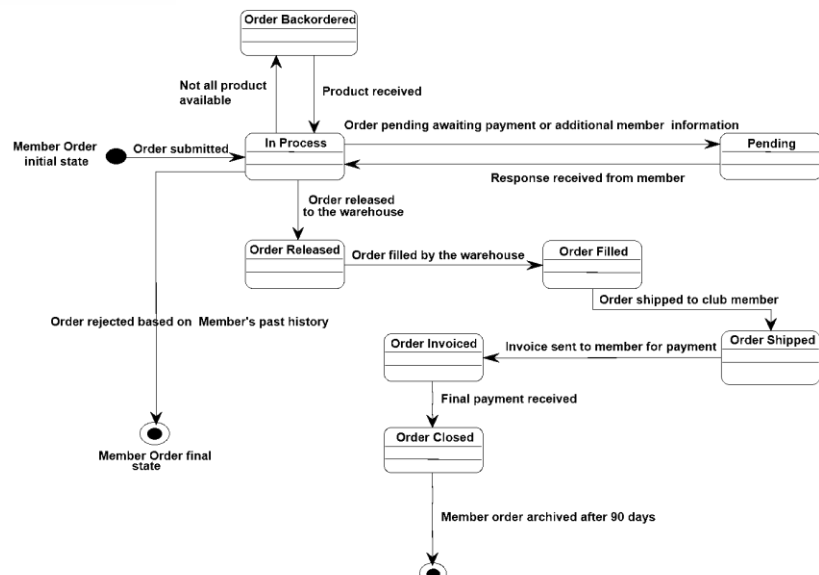 Order Backordered
Not all product
available
Product received
Member Order
initial state
Order submitted
In Process
Order pending awaiting payment or additional member information
Pending
Response received from member
Order released
to the warehouse
Order Released
Order filled by the warehouse
Order Filled
Order shipped to club member
Order rejected based on Member's past history
Order Invoiced
Invoice sent to member for payment
Order Shipped
Final payment received
Order Closed
Member Order final
state
Member order archived after 90 days